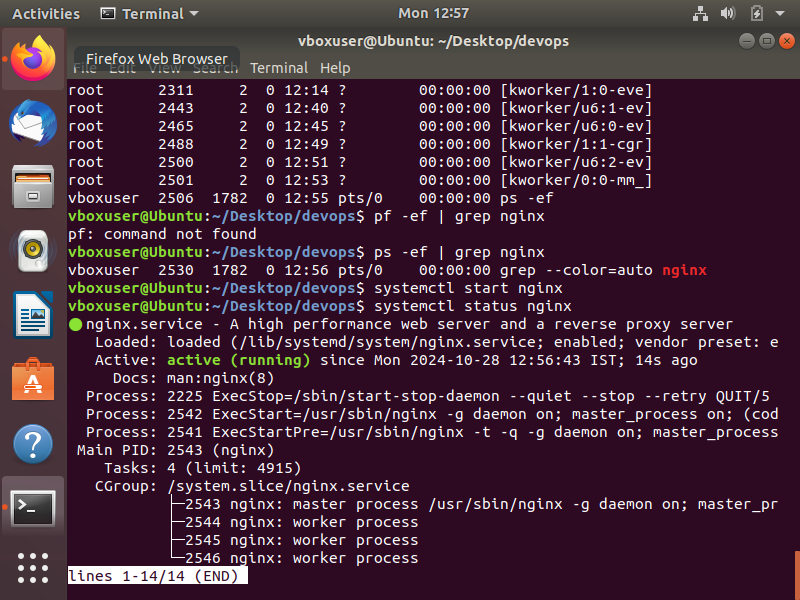 Activities Terminal Mon 12:57
vboxuser@Ubuntu: ~/Desktop/devops
Firefox Web Browser
File Edit View Search Terminal Help
root      2311     2  0 12:14 ?        00:00:00 [kworker/1:0-eve]
root      2443     2  0 12:40 ?        00:00:00 [kworker/u6:1-ev]
root      2465     2  0 12:45 ?        00:00:00 [kworker/u6:0-ev]
root      2488     2  0 12:49 ?        00:00:00 [kworker/1:1-cgr]
root      2500     2  0 12:51 ?        00:00:00 [kworker/u6:2-ev]
root      2501     2  0 12:53 ?        00:00:00 [kworker/0:0-mm_]
vboxuser  2506  1782  0 12:55 pts/0    00:00:00 ps -ef
vboxuser@Ubuntu:~/Desktop/devops$ pf -ef | grep nginx
pf: command not found
vboxuser@Ubuntu:~/Desktop/devops$ ps -ef | grep nginx
vboxuser  2530  1782  0 12:56 pts/0    00:00:00 grep --color=auto nginx
vboxuser@Ubuntu:~/Desktop/devops$ systemctl start nginx
vboxuser@Ubuntu:~/Desktop/devops$ systemctl status nginx
● nginx.service - A high performance web server and a reverse proxy server
   Loaded: loaded (/lib/systemd/system/nginx.service; enabled; vendor preset: e
   Active: active (running) since Mon 2024-10-28 12:56:43 IST; 14s ago
     Docs: man:nginx(8)
  Process: 2225 ExecStop=/sbin/start-stop-daemon --quiet --stop --retry QUIT/5
  Process: 2542 ExecStart=/usr/sbin/nginx -g daemon on; master_process on; (cod
  Process: 2541 ExecStartPre=/usr/sbin/nginx -t -q -g daemon on; master_process
 Main PID: 2543 (nginx)
    Tasks: 4 (limit: 4915)
   CGroup: /system.slice/nginx.service
           ├─2543 nginx: master process /usr/sbin/nginx -g daemon on; master_pr
           ├─2544 nginx: worker process
           ├─2545 nginx: worker process
           └─2546 nginx: worker process
lines 1-14/14 (END)